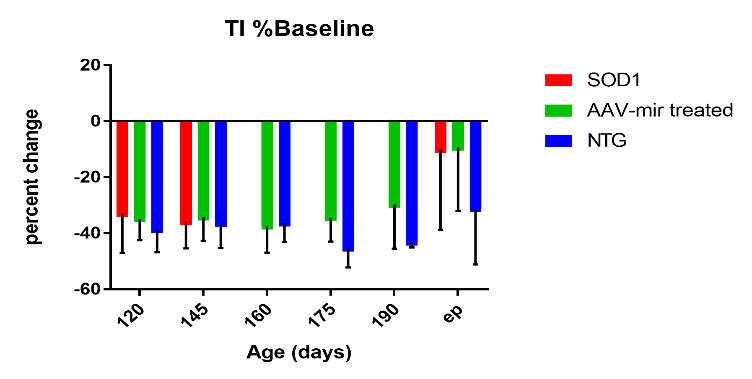 TI %Baseline
percent change
20
0
-20
-40
-60
120
145
160
175
190
ep
Age (days)
SOD1
AAV-mir treated
NTG